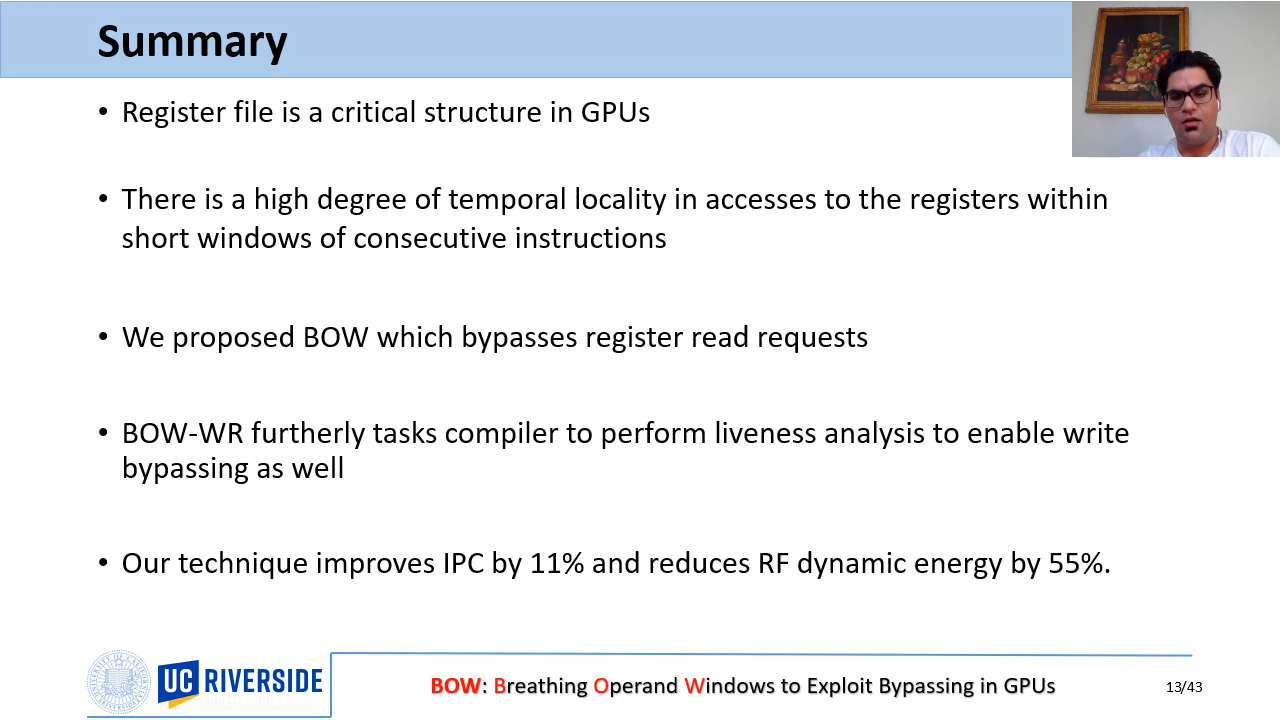 Summary
• Register file is a critical structure in GPUs
• There is a high degree of temporal locality in accesses to the registers within
short windows of consecutive instructions
• We proposed BOW which bypasses register read requests
• BOW-WR furtherly tasks compiler to perform liveness analysis to enable write
bypassing as well
• Our technique improves IPC by 11% and reduces RF dynamic energy by 55%.
UC RIVERSIDE
BOW: Breathing Operand Windows to Exploit Bypassing in GPUs
13/43